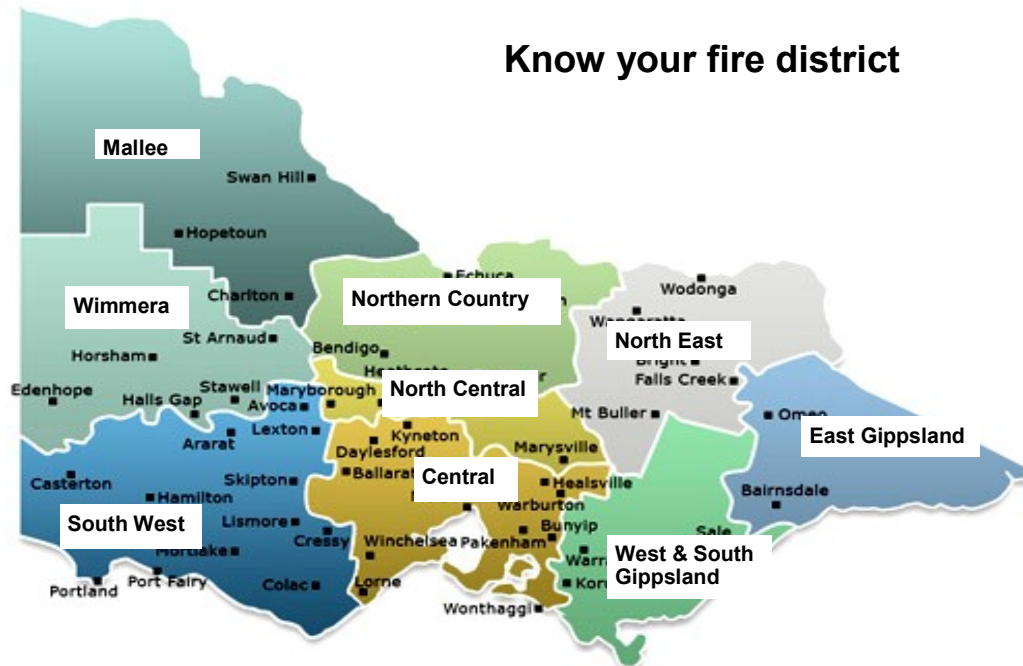 Know your fire district
Mallee
Swan Hill
Hopetoun
Charlton
Wimmera
St Arnaud
Horsham
Edenhope
Stawell
Halls Gap
Northern Country
Echuca
Bendigo
North Central
Maryborough
Avoca
Lexton
Ararat
Kyneton
Daylesford
Marysville
North East
Wodonga
Bright
Falls Creek
Mt Buller
East Gippsland
Omeo
Bairnsdale
Central
Ballarat
Healsville
Warburton
Bunyip
Pakenham
Winchelsea
Lorne
Wonthaggi
South West
Casterton
Hamilton
Skipton
Lismore
Cressy
Mortlake
Colac
Port Fairy
Portland
West & South
Gippsland
Sale